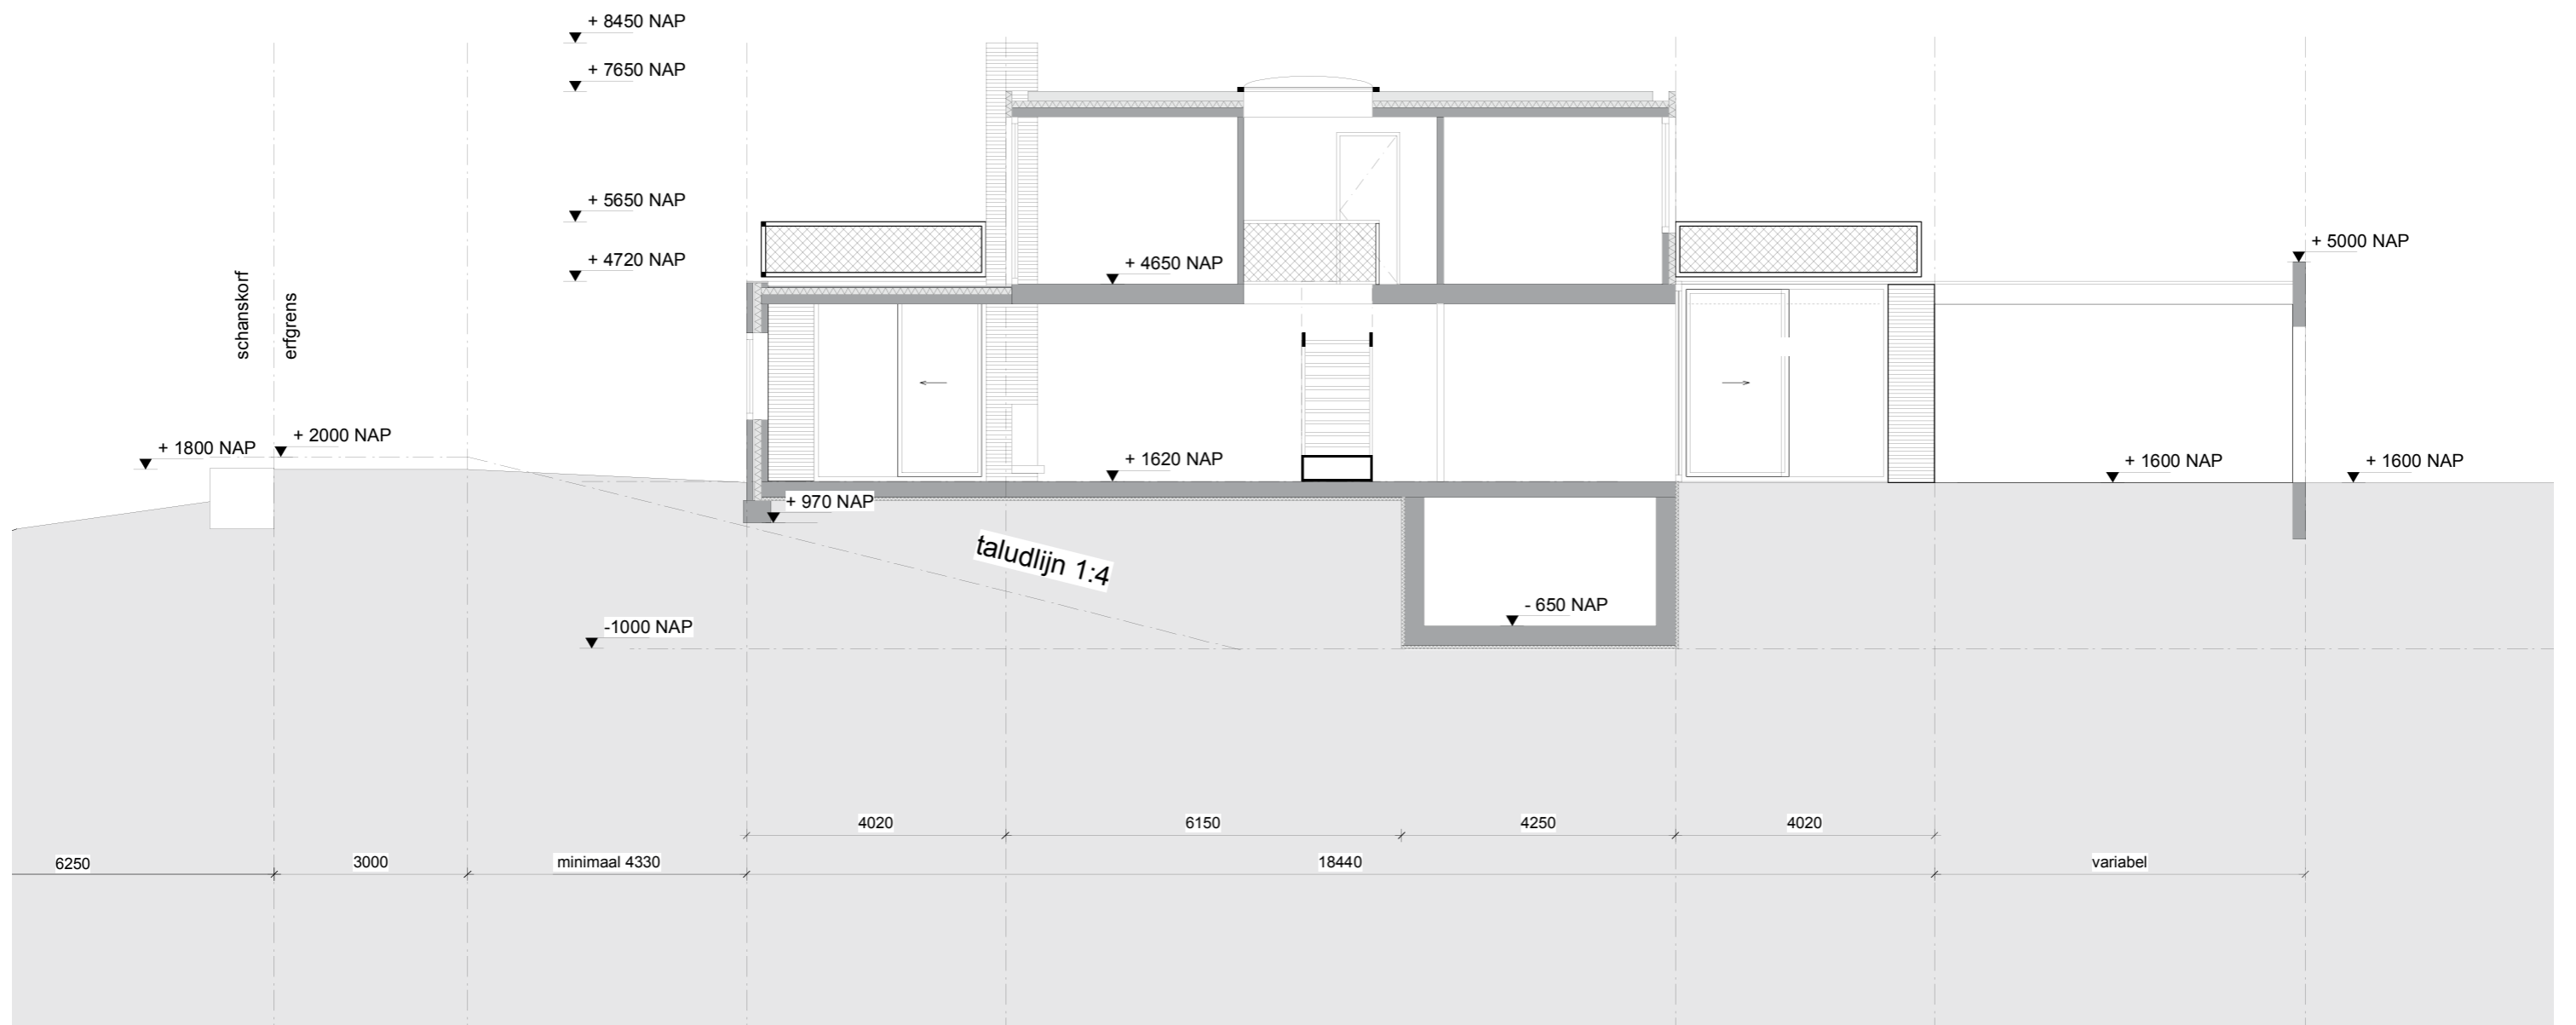 + 8450 NAP
+ 7650 NAP
+ 5650 NAP
+ 4720 NAP
+ 5000 NAP
+ 4650 NAP
schanskorf
erfgrens
+ 2000 NAP
+ 1800 NAP
+ 1620 NAP
+ 1600 NAP
+ 1600 NAP
+ 970 NAP
taludlijn 1:4
- 650 NAP
-1000 NAP
4020
6150
4250
4020
6250
3000
minimaal 4330
18440
variabel